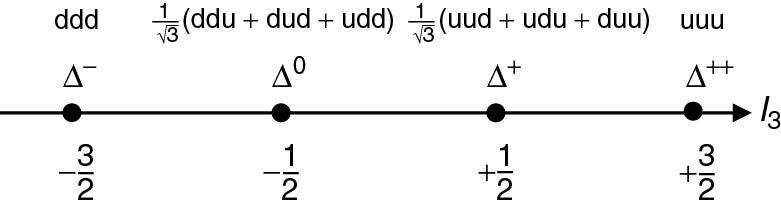 ddd 1/√3(ddu + dud + udd) 1/√3(uud + udu + duu) uuu
Δ⁻ Δ⁰ Δ⁺ Δ⁺⁺
I₃
−3/2 −1/2 +1/2 +3/2